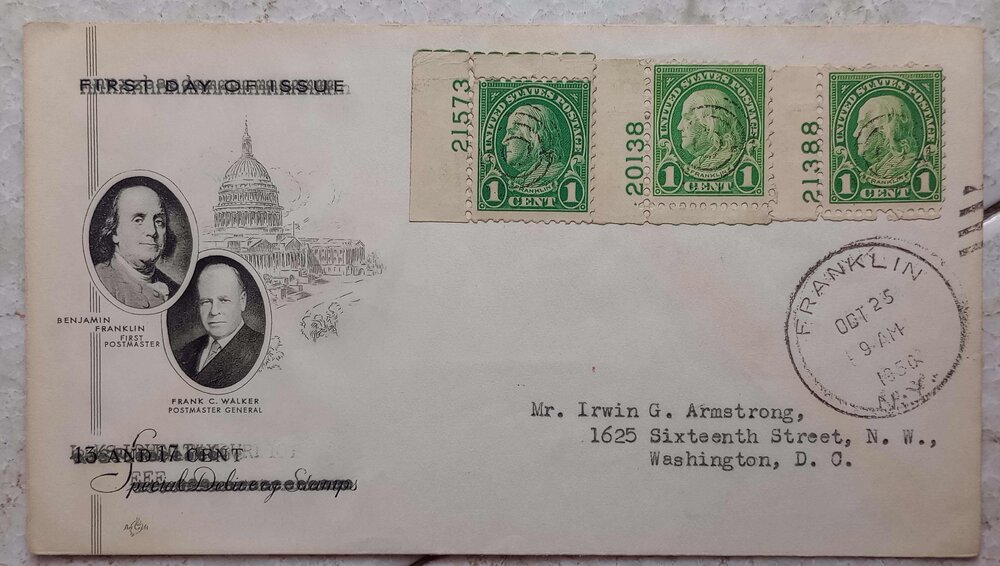 FIRST DAY OF ISSUE
BENJAMIN
FRANKLIN
FIRST
POSTMASTER
FRANK C. WALKER
POSTMASTER GENERAL
13 AND 17 CENT
Special Delivery Stamps
21573
UNITED STATES POSTAGE
FRANKLIN
1 CENT 1
20138
UNITED STATES POSTAGE
FRANKLIN
1 CENT 1
21388
UNITED STATES POSTAGE
FRANKLIN
1 CENT 1
FRANKLIN
OCT 25
9-AM
1950
N.Y.
Mr. Irwin G. Armstrong,
1625 Sixteenth Street, N. W.,
Washington, D. C.